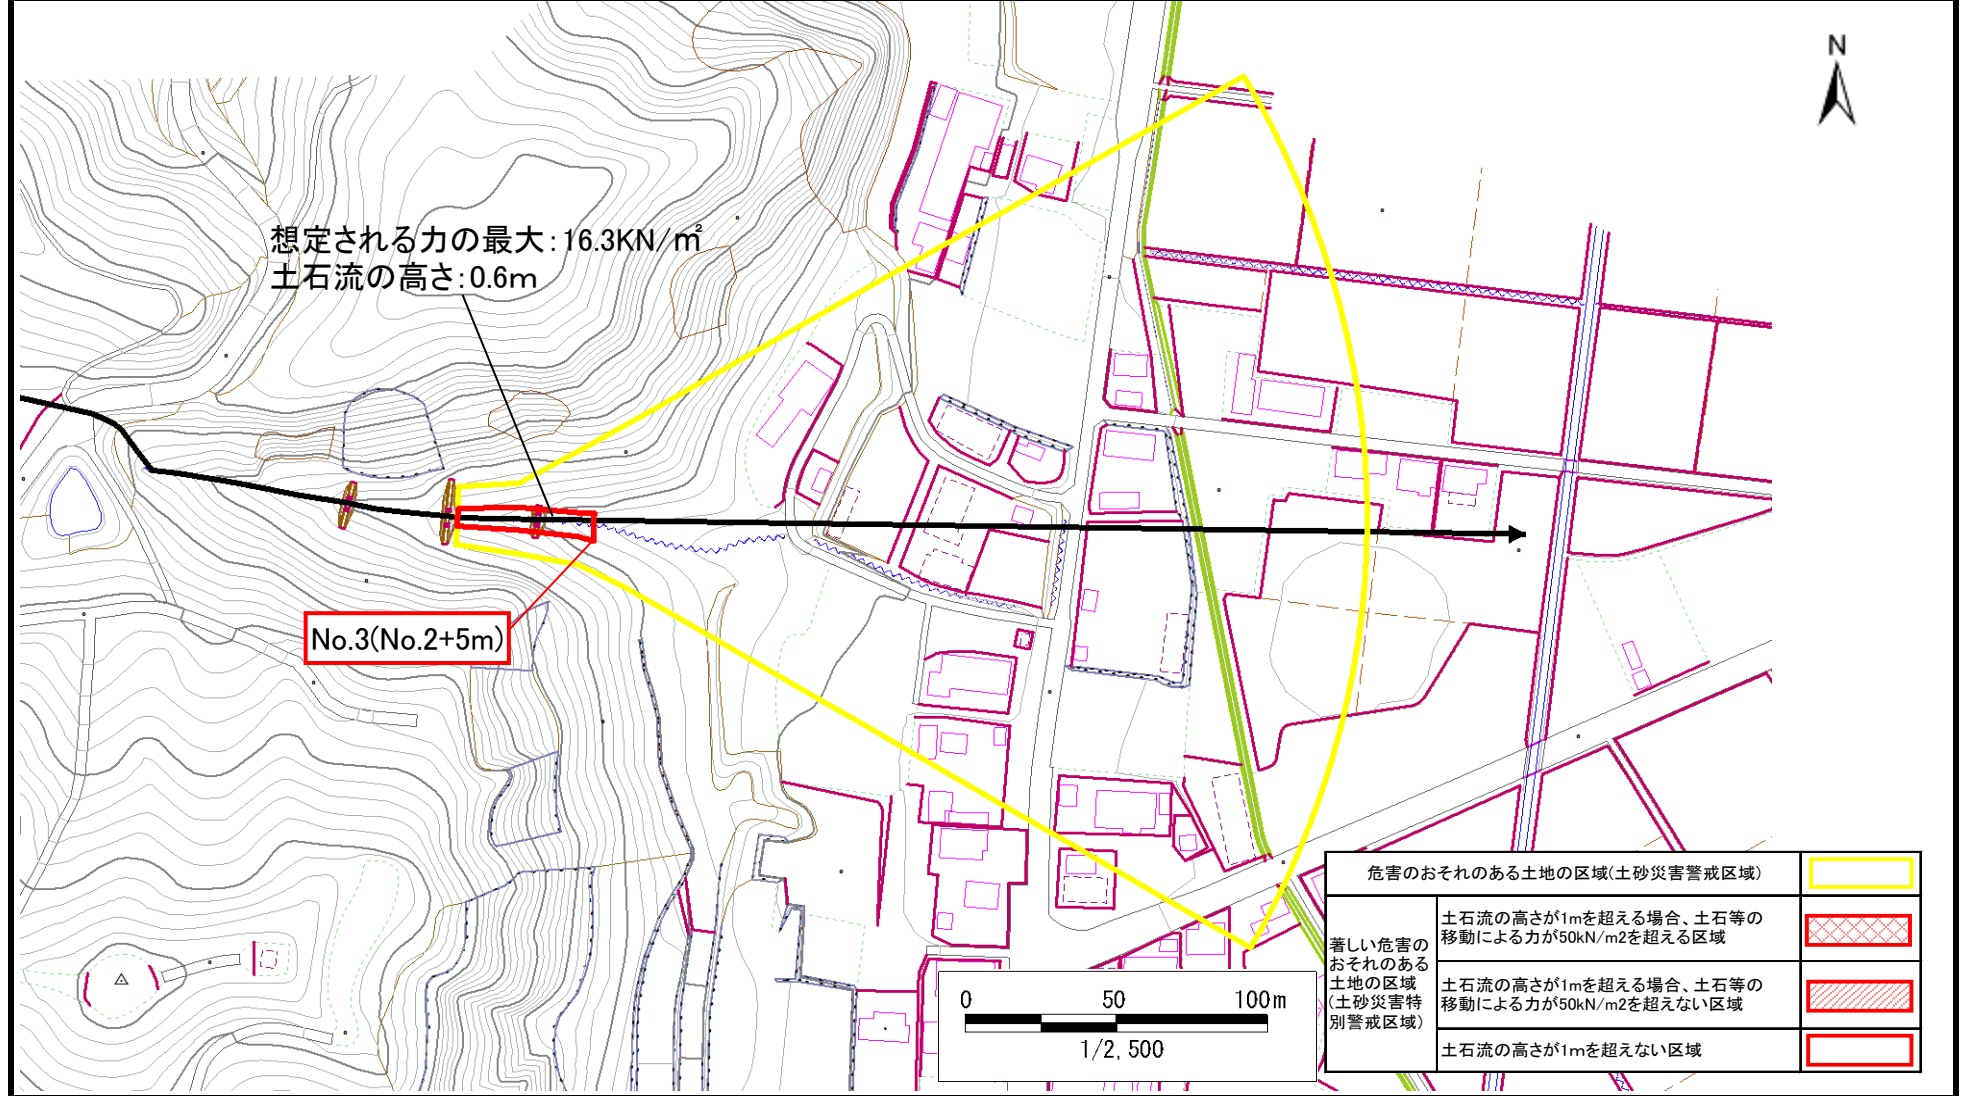 N
想定される力の最大:16.3KN/㎡
土石流の高さ:0.6m
No.3(No.2+5m)
危害のおそれのある土地の区域(土砂災害警戒区域)
著しい危害の
おそれのある
土地の区域
(土砂災害特
別警戒区域)
土石流の高さが1mを超える場合、土石等の
移動による力が50kN/m2を超える区域
土石流の高さが1mを超える場合、土石等の
移動による力が50kN/m2を超えない区域
土石流の高さが1mを超えない区域
0 50 100m
1/2,500